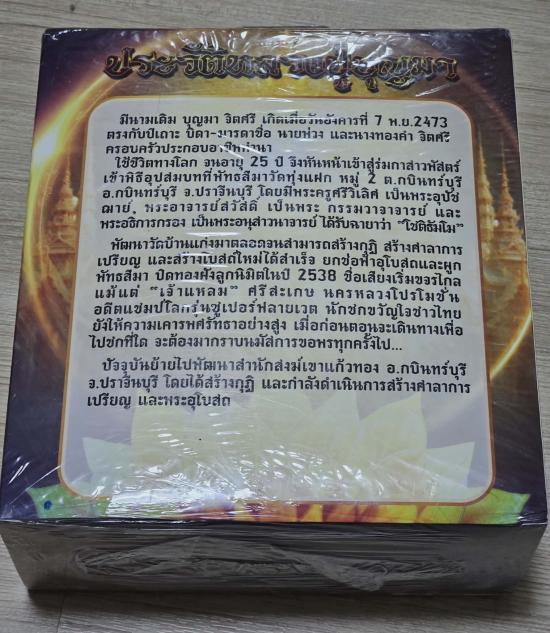 ประวัติหลวงปู่บุญมา
มีนามเดิม บุญมา จิตศรี เกิดเมื่อวันอังคารที่ 7 พ.ย.2473
ตรงกับปีเถาะ บิดา-มารดาชื่อ นายห่วง และนางทองคำ จิตศรี
ครอบครัวประกอบอาชีพทำนา
ใช้ชีวิตทางโลก จนอายุ 25 ปี จึงหันหน้าเข้าสู่ร่มกาสาวพัสตร์
เข้าพิธีอุปสมบทที่พัทธสีมาวัดทุ่งแฝก หมู่ 2 ต.กบินทร์บุรี
อ.กบินทร์บุรี จ.ปราจีนบุรี โดยมีพระครูศรีวิเลิศ เป็นพระอุปัช
ฌาย์, พระอาจารย์สวัสดิ์ เป็นพระ กรรมวาจาจารย์ และ
พระอธิการกรอง เป็นพระอนุสาวนาจารย์ ได้รับฉายาว่า "โชติธัมโม"
พัฒนาวัดบ้านแก่งมาตลอดจนสามารถสร้างกุฏิ สร้างศาลาการ
เปรียญ และสร้างโบสถ์ใหม่ได้สำเร็จ ยกช่อฟ้าอุโบสถและผูก
พัทธสีมา ปิดทองฝังลูกนิมิตในปี 2538 ชื่อเสียงเริ่มขจรไกล
แม้แต่ "เจ้าแหลม" ศรีสะเกษ นครหลวงโปรโมชั่น
อดีตแชมป์โลกรุ่นซูเปอร์ฟลายเวต นักชกขวัญใจชาวไทย
ยังให้ความเคารพศรัทธาอย่างสูง เมื่อก่อนตอนจะเดินทางเพื่อ
ไปชกที่ใด จะต้องมากราบนมัสการขอพรทุกครั้งไป...
ปัจจุบันย้ายไปพัฒนาสำนักสงฆ์เขาแก้วทอง อ.กบินทร์บุรี
จ.ปราจีนบุรี โดยได้สร้างกุฏิ และกำลังดำเนินการสร้างศาลาการ
เปรียญ และพระอุโบสถ